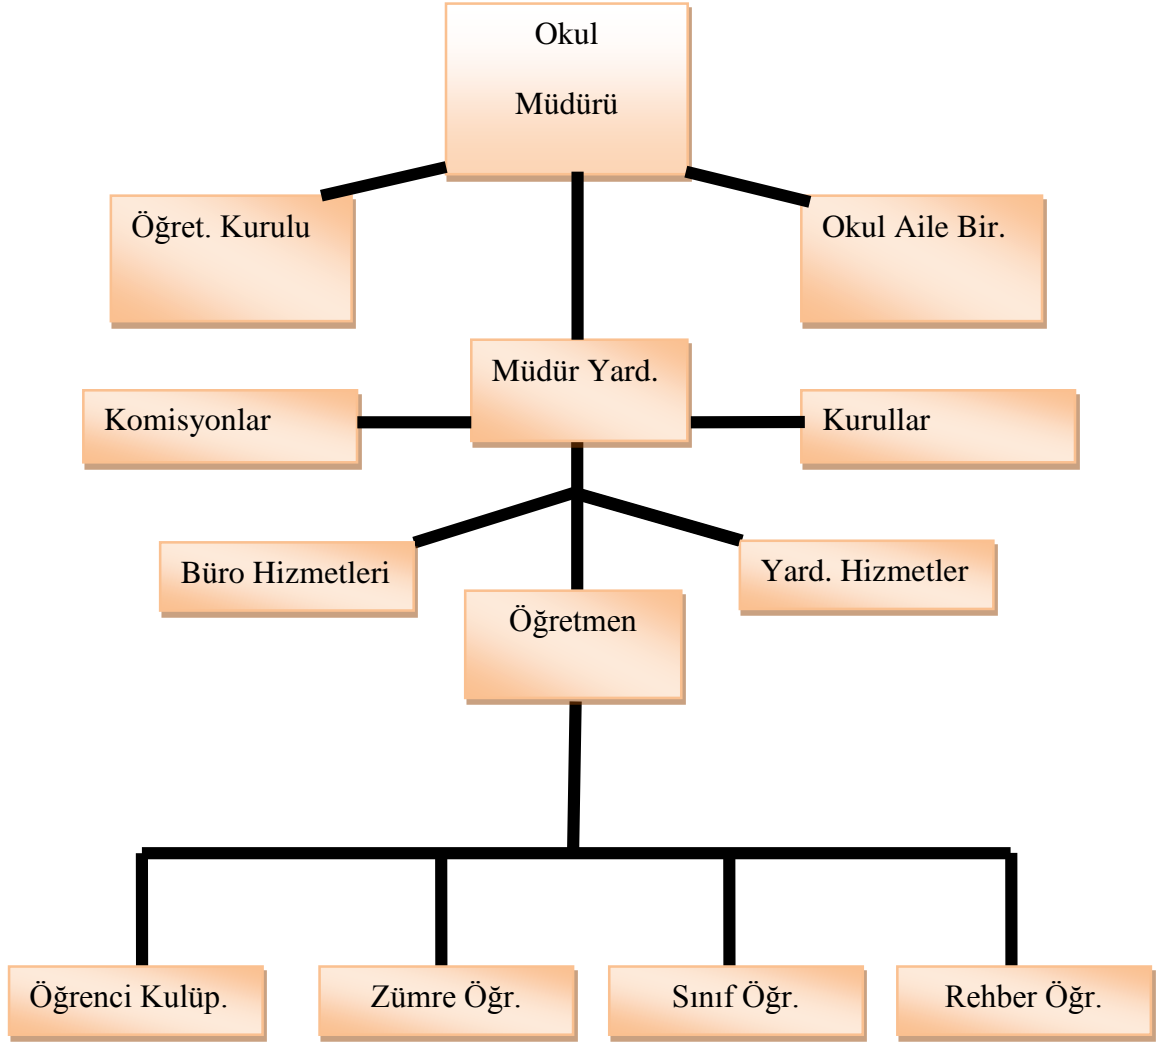 Okul
Müdürü
Öğret. Kurulu
Okul Aile Bir.
Müdür Yard.
Komisyonlar
Kurullar
Büro Hizmetleri
Yard. Hizmetler
Öğretmen
Öğrenci Kulüp.
Zümre Öğr.
Sınıf Öğr.
Rehber Öğr.